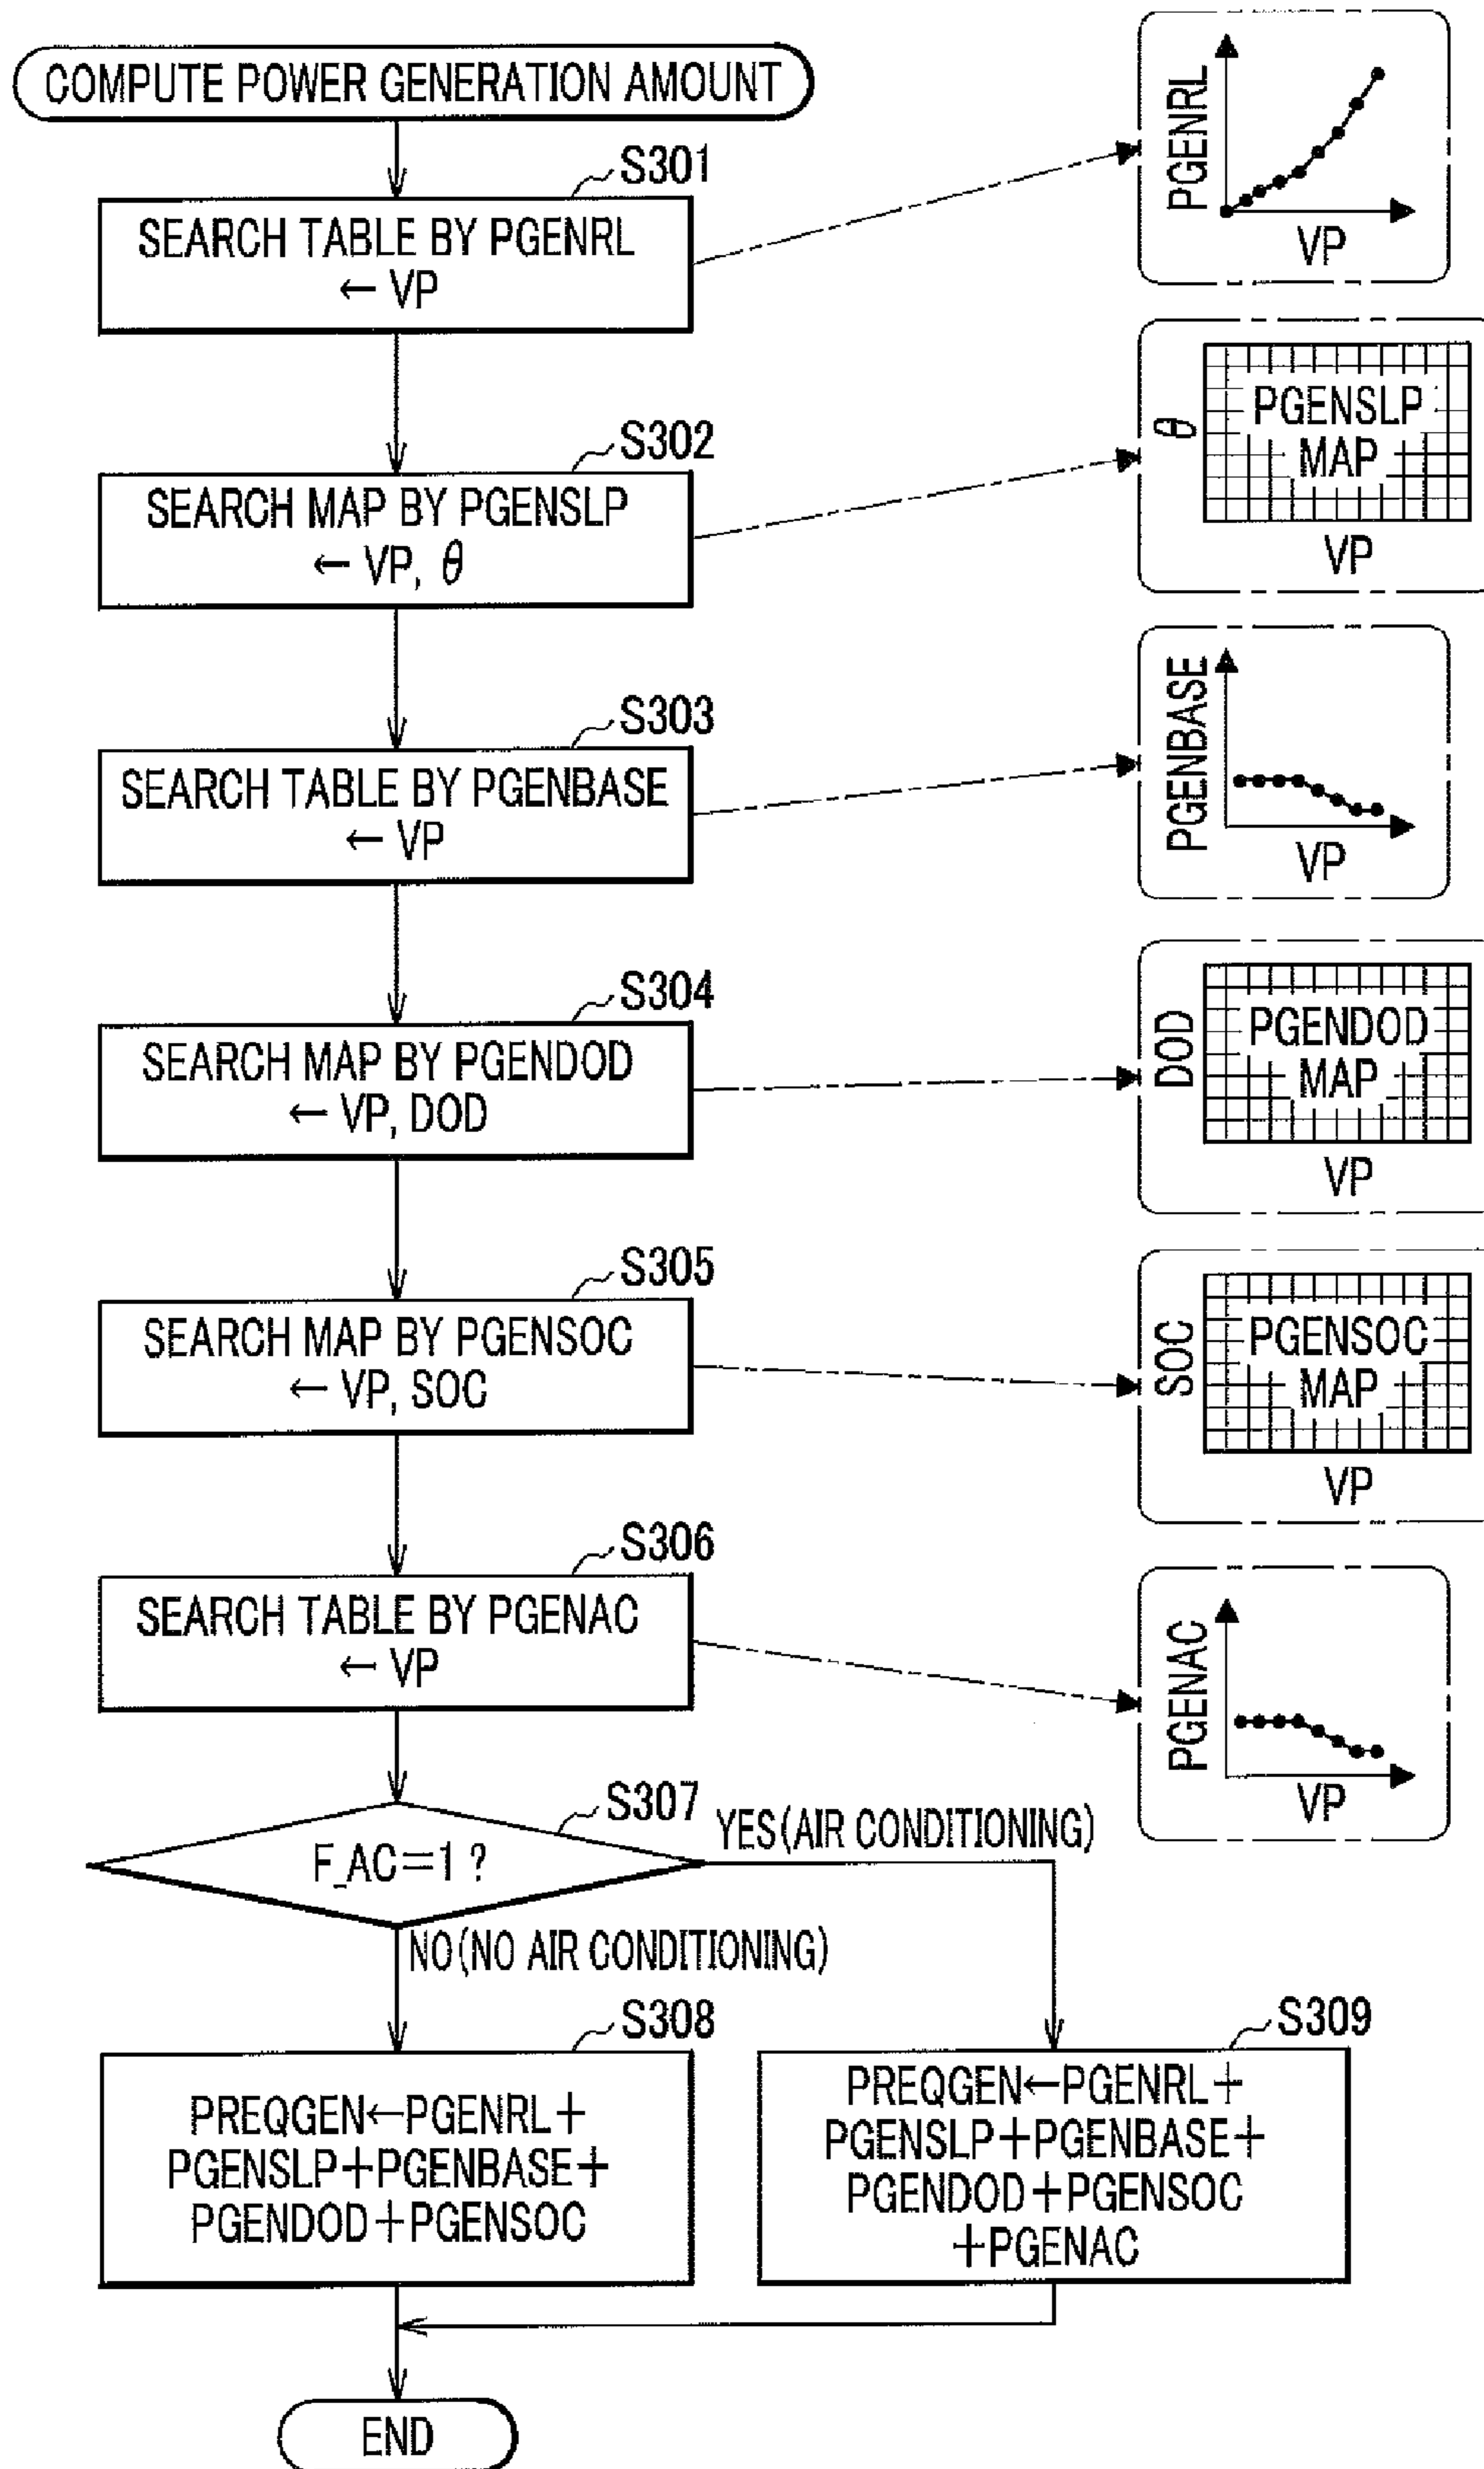 COMPUTE POWER GENERATION AMOUNT
S301
SEARCH TABLE BY PGENRL
← VP
PGENRL
VP
S302
SEARCH MAP BY PGENSLP
← VP, θ
θ
PGENSLP
MAP
VP
S303
SEARCH TABLE BY PGENBASE
← VP
PGENBASE
VP
S304
SEARCH MAP BY PGENDOD
← VP, DOD
DOD
PGENDOD
MAP
VP
S305
SEARCH MAP BY PGENSOC
← VP, SOC
SOC
PGENSOC
MAP
VP
S306
SEARCH TABLE BY PGENAC
← VP
PGENAC
VP
S307
F_AC=1 ?
YES(AIR CONDITIONING)
NO(NO AIR CONDITIONING)
S308
PREQGEN←PGENRL+
PGENSLP+PGENBASE+
PGENDOD+PGENSOC
S309
PREQGEN←PGENRL+
PGENSLP+PGENBASE+
PGENDOD+PGENSOC
+PGENAC
END